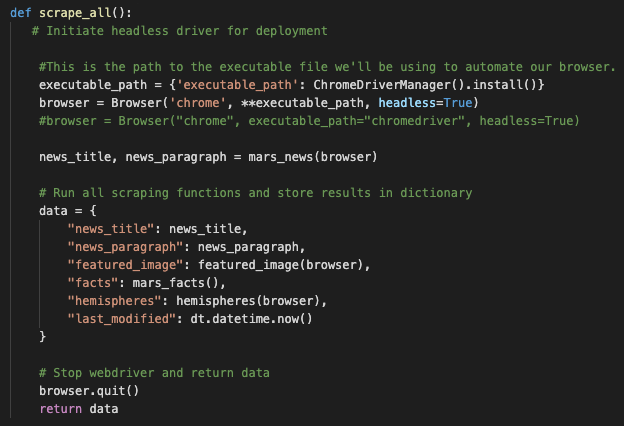 def scrape_all():
# Initiate headless driver for deployment
#This is the path to the executable file we'll be using to automate our browser.
executable_path = {'executable_path': ChromeDriverManager().install()}
browser = Browser('chrome', **executable_path, headless=True)
#browser = Browser("chrome", executable_path="chromedriver", headless=True)
news_title, news_paragraph = mars_news(browser)
# Run all scraping functions and store results in dictionary
data = {
"news_title": news_title,
"news_paragraph": news_paragraph,
"featured_image": featured_image(browser),
"facts": mars_facts(),
"hemispheres": hemispheres(browser),
"last_modified": dt.datetime.now()
}
# Stop webdriver and return data
browser.quit()
return data